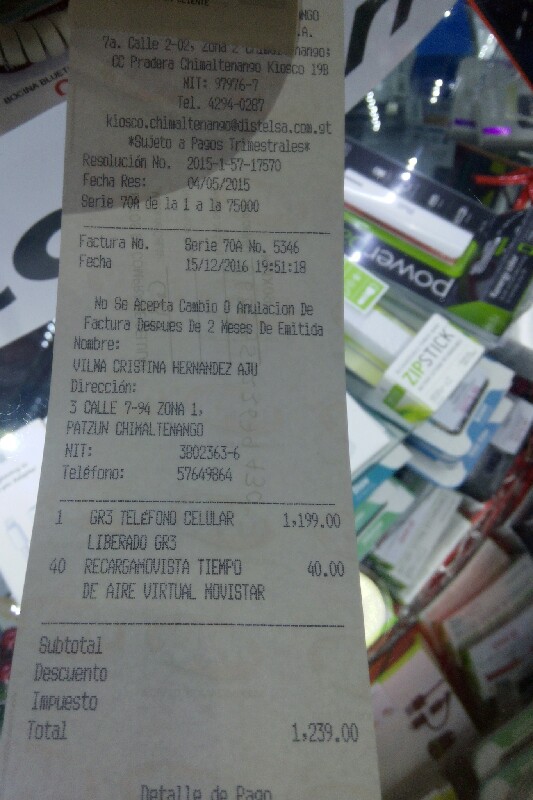 7a. Calle 2-02, Zona 2 Chimaltenango;
CC Pradara Chimaltenango Kiosco 19B
NIT: 97976-7
Tel. 4294-0287
kiosco.chimaltenango@distelsa.com.gt
*Sujeto a Pagos Trimestrales*
Resolución No. 2015-1-57-17570
Fecha Res: 04/05/2015
Serie 70A de la 1 a la 75000
Factura No. Serie 70A No. 5346
Fecha 15/12/2016 19:51:18
No Se Acepta Cambio O Anulacion De
Factura Despues De 2 Meses De Emitida
Nombre:
VILMA CRISTINA HERNANDEZ AJU
Dirección:
3 CALLE 7-94 ZONA 1,
PATZUN CHIMALTENANGO
NIT: 3802363-6
Teléfono: 57649864
1 GR3 TELéFONO CELULAR 1,199.00
LIBERADO GR3
40 RECARGAMOVISTA TIEMPO 40.00
DE AIRE VIRTUAL MOVISTAR
Subtotal
Descuento
Impuesto
Total 1,239.00
Detalle de Pago
BOCINA
power
ZIPSTICK